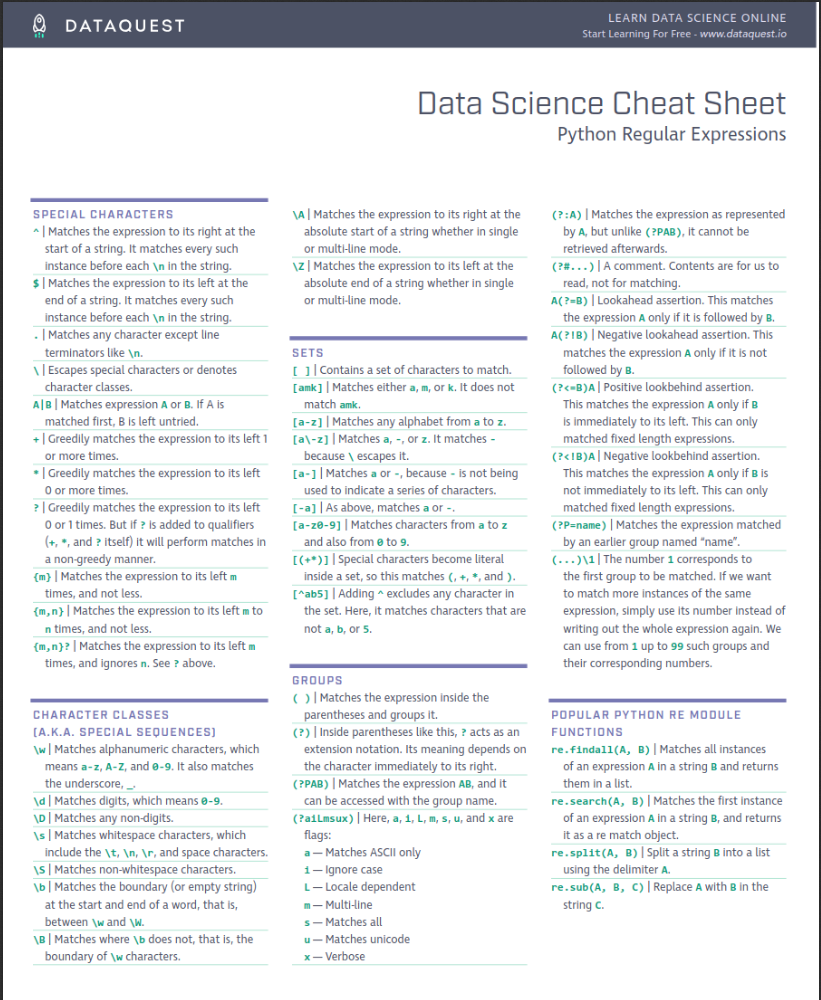 DATAQUEST
LEARN DATA SCIENCE ONLINE
Start Learning For Free - www.dataquest.io
Data Science Cheat Sheet
Python Regular Expressions
SPECIAL CHARACTERS
^ | Matches the expression to its right at the
start of a string. It matches every such
instance before each \n in the string.
$ | Matches the expression to its left at the
end of a string. It matches every such
instance before each \n in the string.
. | Matches any character except line
terminators like \n.
\ | Escapes special characters or denotes
character classes.
A|B | Matches expression A or B. If A is
matched first, B is left untried.
+ | Greedily matches the expression to its left 1
or more times.
* | Greedily matches the expression to its left
0 or more times.
? | Greedily matches the expression to its left
0 or 1 times. But if ? is added to qualifiers
(+, *, and ? itself) it will perform matches in
a non-greedy manner.
{m} | Matches the expression to its left m
times, and not less.
{m,n} | Matches the expression to its left m to
n times, and not less.
{m,n}? | Matches the expression to its left m
times, and ignores n. See ? above.
CHARACTER CLASSES
(A.K.A. SPECIAL SEQUENCES)
\w | Matches alphanumeric characters, which
means a-z, A-Z, and 0-9. It also matches
the underscore, _.
\d | Matches digits, which means 0-9.
\D | Matches any non-digits.
\s | Matches whitespace characters, which
include the \t, \n, \r, and space characters.
\S | Matches non-whitespace characters.
\b | Matches the boundary (or empty string)
at the start and end of a word, that is,
between \w and \W.
\B | Matches where \b does not, that is, the
boundary of \w characters.
\A | Matches the expression to its right at the
absolute start of a string whether in single
or multi-line mode.
\Z | Matches the expression to its left at the
absolute end of a string whether in single
or multi-line mode.
SETS
[ ] | Contains a set of characters to match.
[amk] | Matches either a, m, or k. It does not
match amk.
[a-z] | Matches any alphabet from a to z.
[a\-z] | Matches a, -, or z. It matches -
because \ escapes it.
[a-] | Matches a or -, because - is not being
used to indicate a series of characters.
[-a] | As above, matches a or -.
[a-z0-9] | Matches characters from a to z
and also from 0 to 9.
[(+*)] | Special characters become literal
inside a set, so this matches (, +, *, and ).
[^ab5] | Adding ^ excludes any character in
the set. Here, it matches characters that are
not a, b, or 5.
GROUPS
( ) | Matches the expression inside the
parentheses and groups it.
(?) | Inside parentheses like this, ? acts as an
extension notation. Its meaning depends on
the character immediately to its right.
(?PAB) | Matches the expression AB, and it
can be accessed with the group name.
(?aiLmsux) | Here, a, i, L, m, s, u, and x are
flags:
a — Matches ASCII only
i — Ignore case
L — Locale dependent
m — Multi-line
s — Matches all
u — Matches unicode
x — Verbose
(?:A) | Matches the expression as represented
by A, but unlike (?PAB), it cannot be
retrieved afterwards.
(?#...) | A comment. Contents are for us to
read, not for matching.
A(?=B) | Lookahead assertion. This matches
the expression A only if it is followed by B.
A(?!B) | Negative lookahead assertion. This
matches the expression A only if it is not
followed by B.
(?<=B)A | Positive lookbehind assertion.
This matches the expression A only if B
is immediately to its left. This can only
matched fixed length expressions.
(?<!B)A | Negative lookbehind assertion.
This matches the expression A only if B is
not immediately to its left. This can only
matched fixed length expressions.
(?P=name) | Matches the expression matched
by an earlier group named “name”.
(...)\1 | The number 1 corresponds to
the first group to be matched. If we want
to match more instances of the same
expression, simply use its number instead of
writing out the whole expression again. We
can use from 1 up to 99 such groups and
their corresponding numbers.
POPULAR PYTHON RE MODULE
FUNCTIONS
re.findall(A, B) | Matches all instances
of an expression A in a string B and returns
them in a list.
re.search(A, B) | Matches the first instance
of an expression A in a string B, and returns
it as a re match object.
re.split(A, B) | Split a string B into a list
using the delimiter A.
re.sub(A, B, C) | Replace A with B in the
string C.